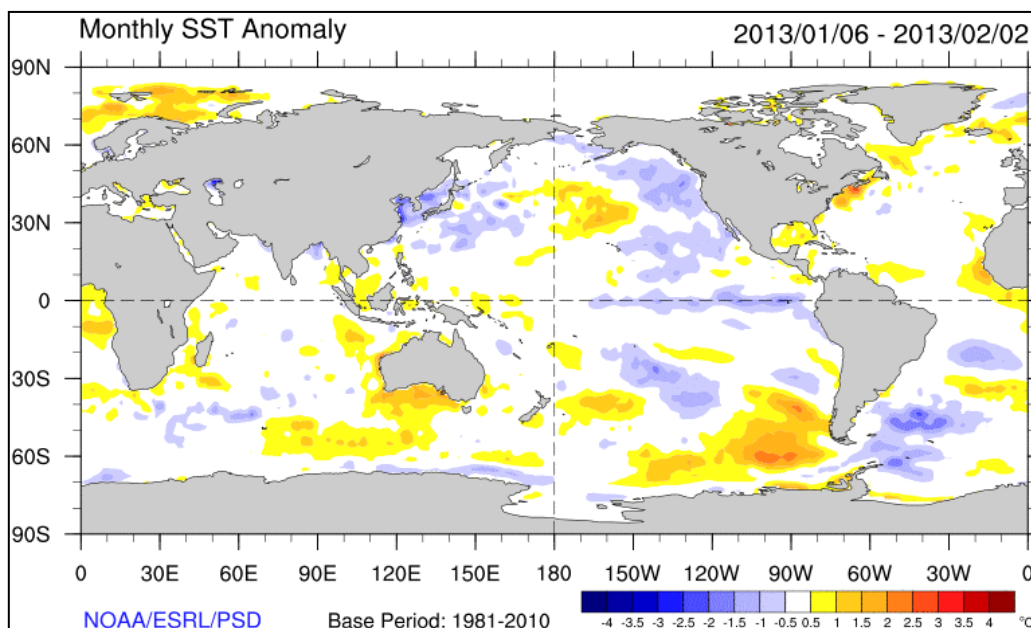 Monthly SST Anomaly 2013/01/06 - 2013/02/02
90N
60N
30N
0
30S
60S
90S
0 30E 60E 90E 120E 150E 180 150W 120W 90W 60W 30W 0
NOAA/ESRL/PSD Base Period: 1981-2010
-4 -3.5 -3 -2.5 -2 -1.5 -1 -0.5 0.5 1 1.5 2 2.5 3 3.5 4 °C